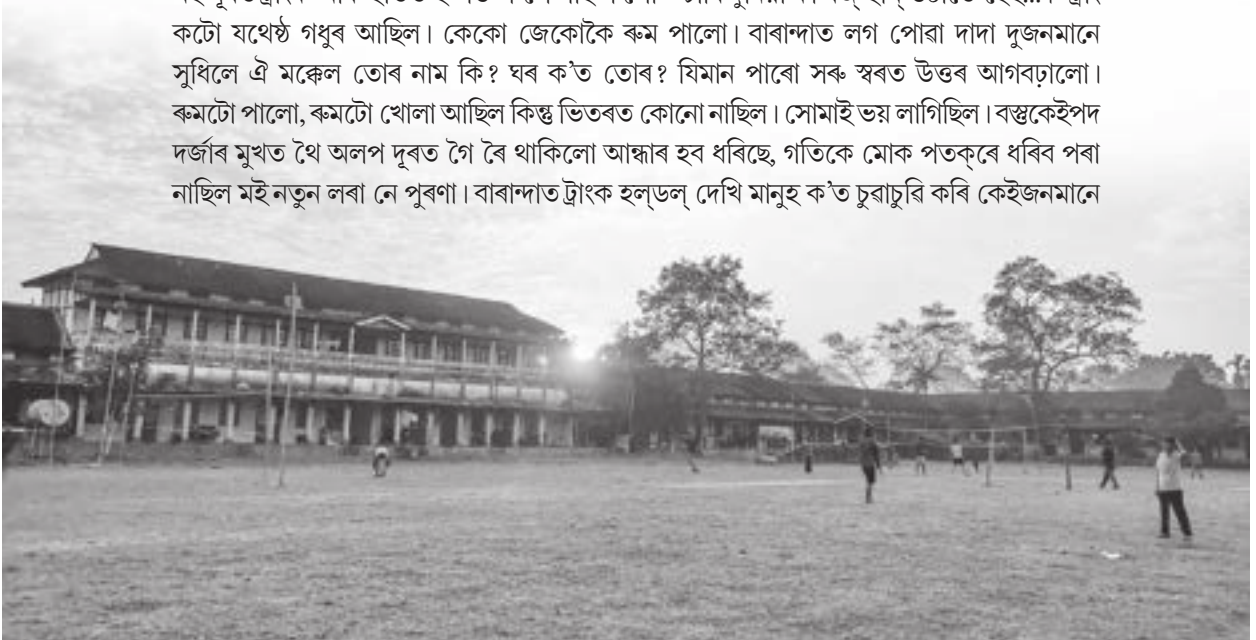 কটো যথেষ্ঠ গধুৰ আছিল। কেকো জেকোকৈ ৰুম পালো। বাৰান্দাত লগ পোৱা দাদা দুজনমানে
সুধিলে ঐ মক্কেল তোৰ নাম কি? ঘৰ ক’ত তোৰ? যিমান পাৰো সৰু স্বৰত উত্তৰ আগবঢ়ালো।
ৰুমটো পালো, ৰুমটো খোলা আছিল কিন্তু ভিতৰত কোনো নাছিল। সোমাই ভয় লাগিছিল। বস্তুকেইপদ
দৰ্জাৰ মুখত থৈ অলপ দূৰত গৈ ৰৈ থাকিলো আন্ধাৰ হব ধৰিছে, গতিকে মোক পতক্‌ৰে ধৰিব পৰা
নাছিল মই নতুন লৰা নে পুৰণা। বাৰান্দাত ট্ৰাংক হল্‌ডল্‌ দেখি মানুহ ক’ত চুৱাচুৱি কৰি কেইজনমানে